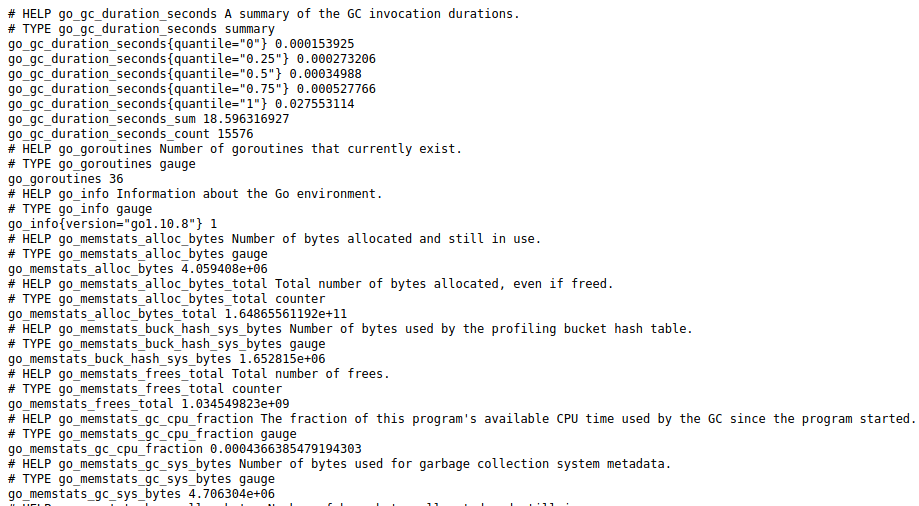 # HELP go_gc_duration_seconds A summary of the GC invocation durations.
# TYPE go_gc_duration_seconds summary
go_gc_duration_seconds{quantile="0"} 0.000153925
go_gc_duration_seconds{quantile="0.25"} 0.000273206
go_gc_duration_seconds{quantile="0.5"} 0.00034988
go_gc_duration_seconds{quantile="0.75"} 0.000527766
go_gc_duration_seconds{quantile="1"} 0.027553114
go_gc_duration_seconds_sum 18.596316927
go_gc_duration_seconds_count 15576
# HELP go_goroutines Number of goroutines that currently exist.
# TYPE go_goroutines gauge
go_goroutines 36
# HELP go_info Information about the Go environment.
# TYPE go_info gauge
go_info{version="go1.10.8"} 1
# HELP go_memstats_alloc_bytes Number of bytes allocated and still in use.
# TYPE go_memstats_alloc_bytes gauge
go_memstats_alloc_bytes 4.059408e+06
# HELP go_memstats_alloc_bytes_total Total number of bytes allocated, even if freed.
# TYPE go_memstats_alloc_bytes_total counter
go_memstats_alloc_bytes_total 1.64865561192e+11
# HELP go_memstats_buck_hash_sys_bytes Number of bytes used by the profiling bucket hash table.
# TYPE go_memstats_buck_hash_sys_bytes gauge
go_memstats_buck_hash_sys_bytes 1.652815e+06
# HELP go_memstats_frees_total Total number of frees.
# TYPE go_memstats_frees_total counter
go_memstats_frees_total 1.034549823e+09
# HELP go_memstats_gc_cpu_fraction The fraction of this program's available CPU time used by the GC since the program started.
# TYPE go_memstats_gc_cpu_fraction gauge
go_memstats_gc_cpu_fraction 0.0004366385479194303
# HELP go_memstats_gc_sys_bytes Number of bytes used for garbage collection system metadata.
# TYPE go_memstats_gc_sys_bytes gauge
go_memstats_gc_sys_bytes 4.706304e+06